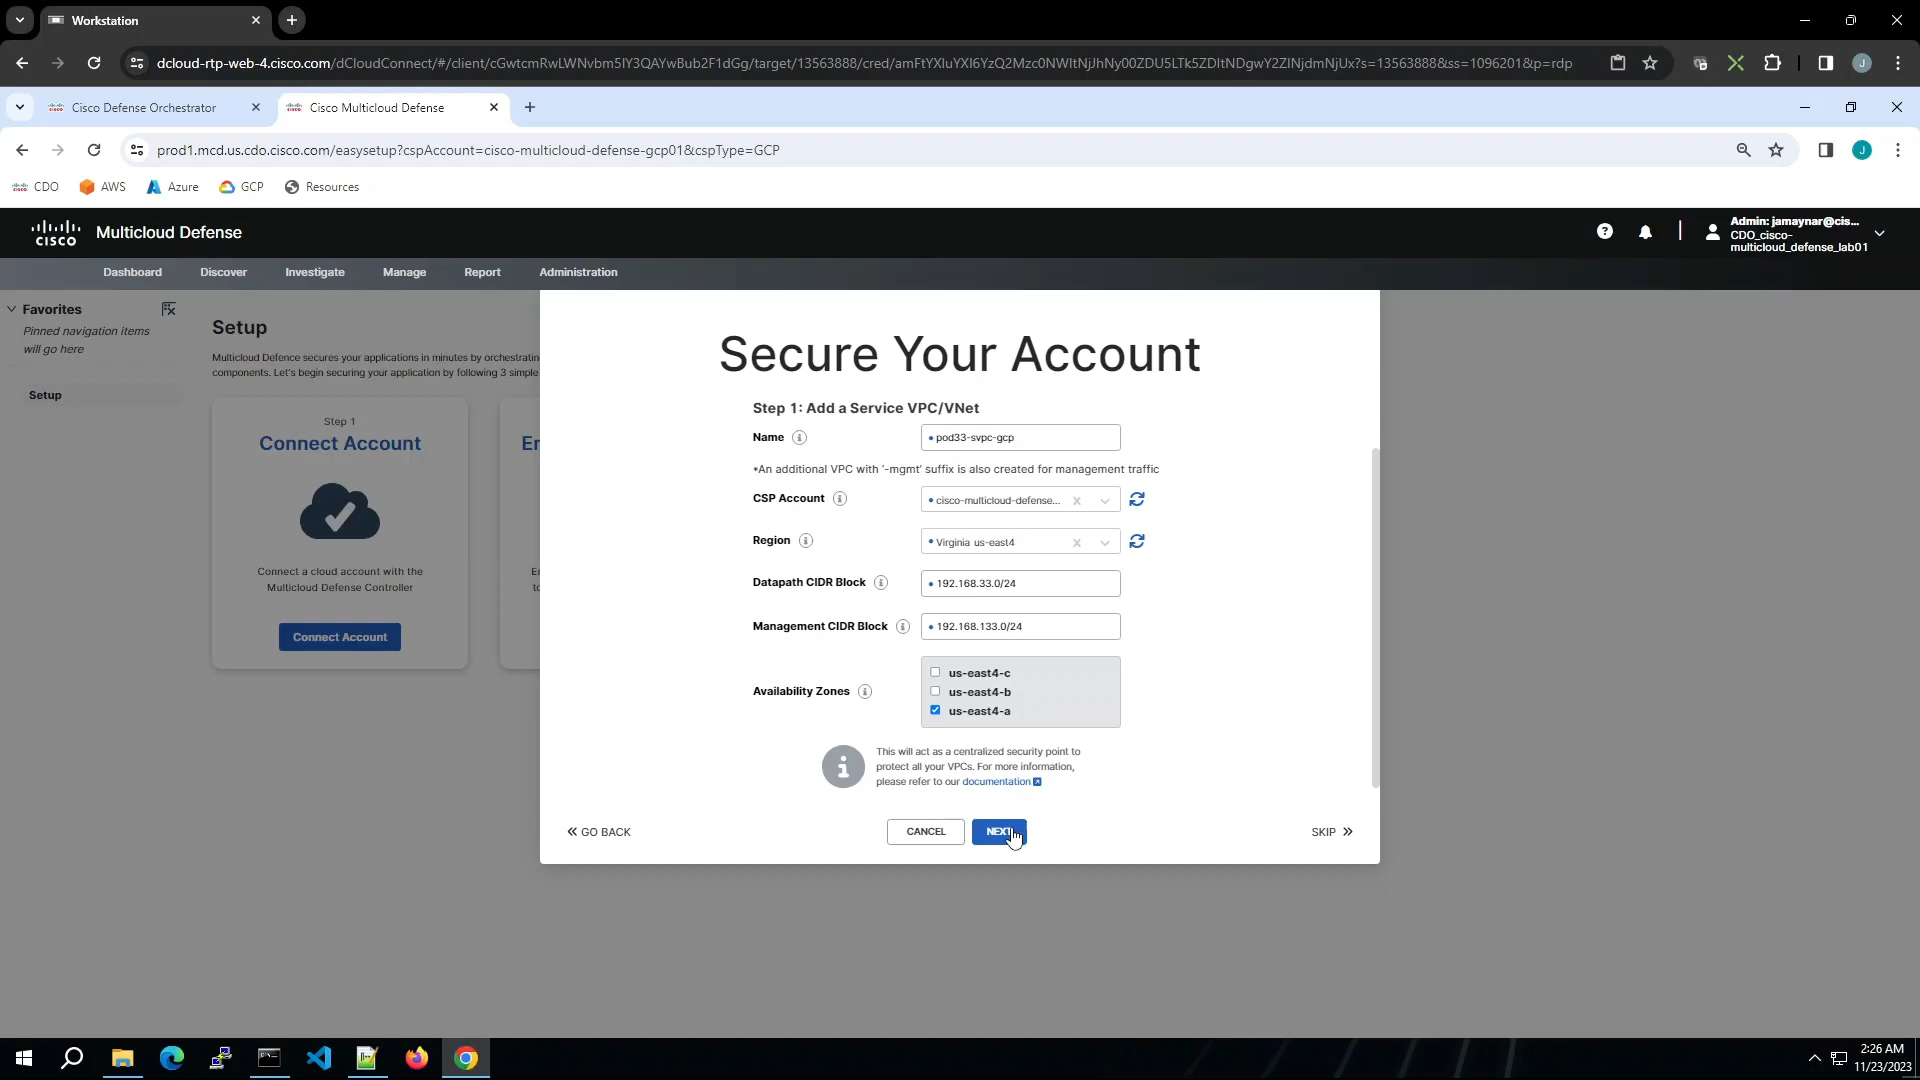 Workstation
dcloud-rtp-web-4.cisco.com/dCloudConnect/#/client/cGwtcmRwLWNvbm5lY3QAYwBub2F1dGg/target/13563888/cred/amFtYXluYXI6YzQ2Mzc0NWItNjJhNy00ZDU5LTk5ZDItNDgwY2ZlNjdmNjUx?s=13563888&ss=1096201&p=rdp
J
Cisco Defense Orchestrator
Cisco Multicloud Defense
prod1.mcd.us.cdo.cisco.com/easysetup?cspAccount=cisco-multicloud-defense-gcp01&cspType=GCP
J
CDO AWS Azure GCP Resources
cisco Multicloud Defense
Admin: jamaynar@cis...
CDO_cisco-
multicloud_defense_lab01
Dashboard Discover Investigate Manage Report Administration
Favorites
Pinned navigation items
will go here
Setup
Setup
Multicloud Defence secures your applications in minutes by orchestratin
components. Let's begin securing your application by following 3 simple
Step 1
Connect Account
Connect a cloud account with the
Multicloud Defense Controller
Connect Account
En
Er
to
Secure Your Account
Step 1: Add a Service VPC/VNet
Name pod33-svpc-gcp
*An additional VPC with '-mgmt' suffix is also created for management traffic
CSP Account cisco-multicloud-defense...
Region Virginia us-east4
Datapath CIDR Block 192.168.33.0/24
Management CIDR Block 192.168.133.0/24
Availability Zones
us-east4-c
us-east4-b
us-east4-a
This will act as a centralized security point to
protect all your VPCs. For more information,
please refer to our documentation
GO BACK CANCEL NEXT SKIP
2:26 AM
11/23/2023